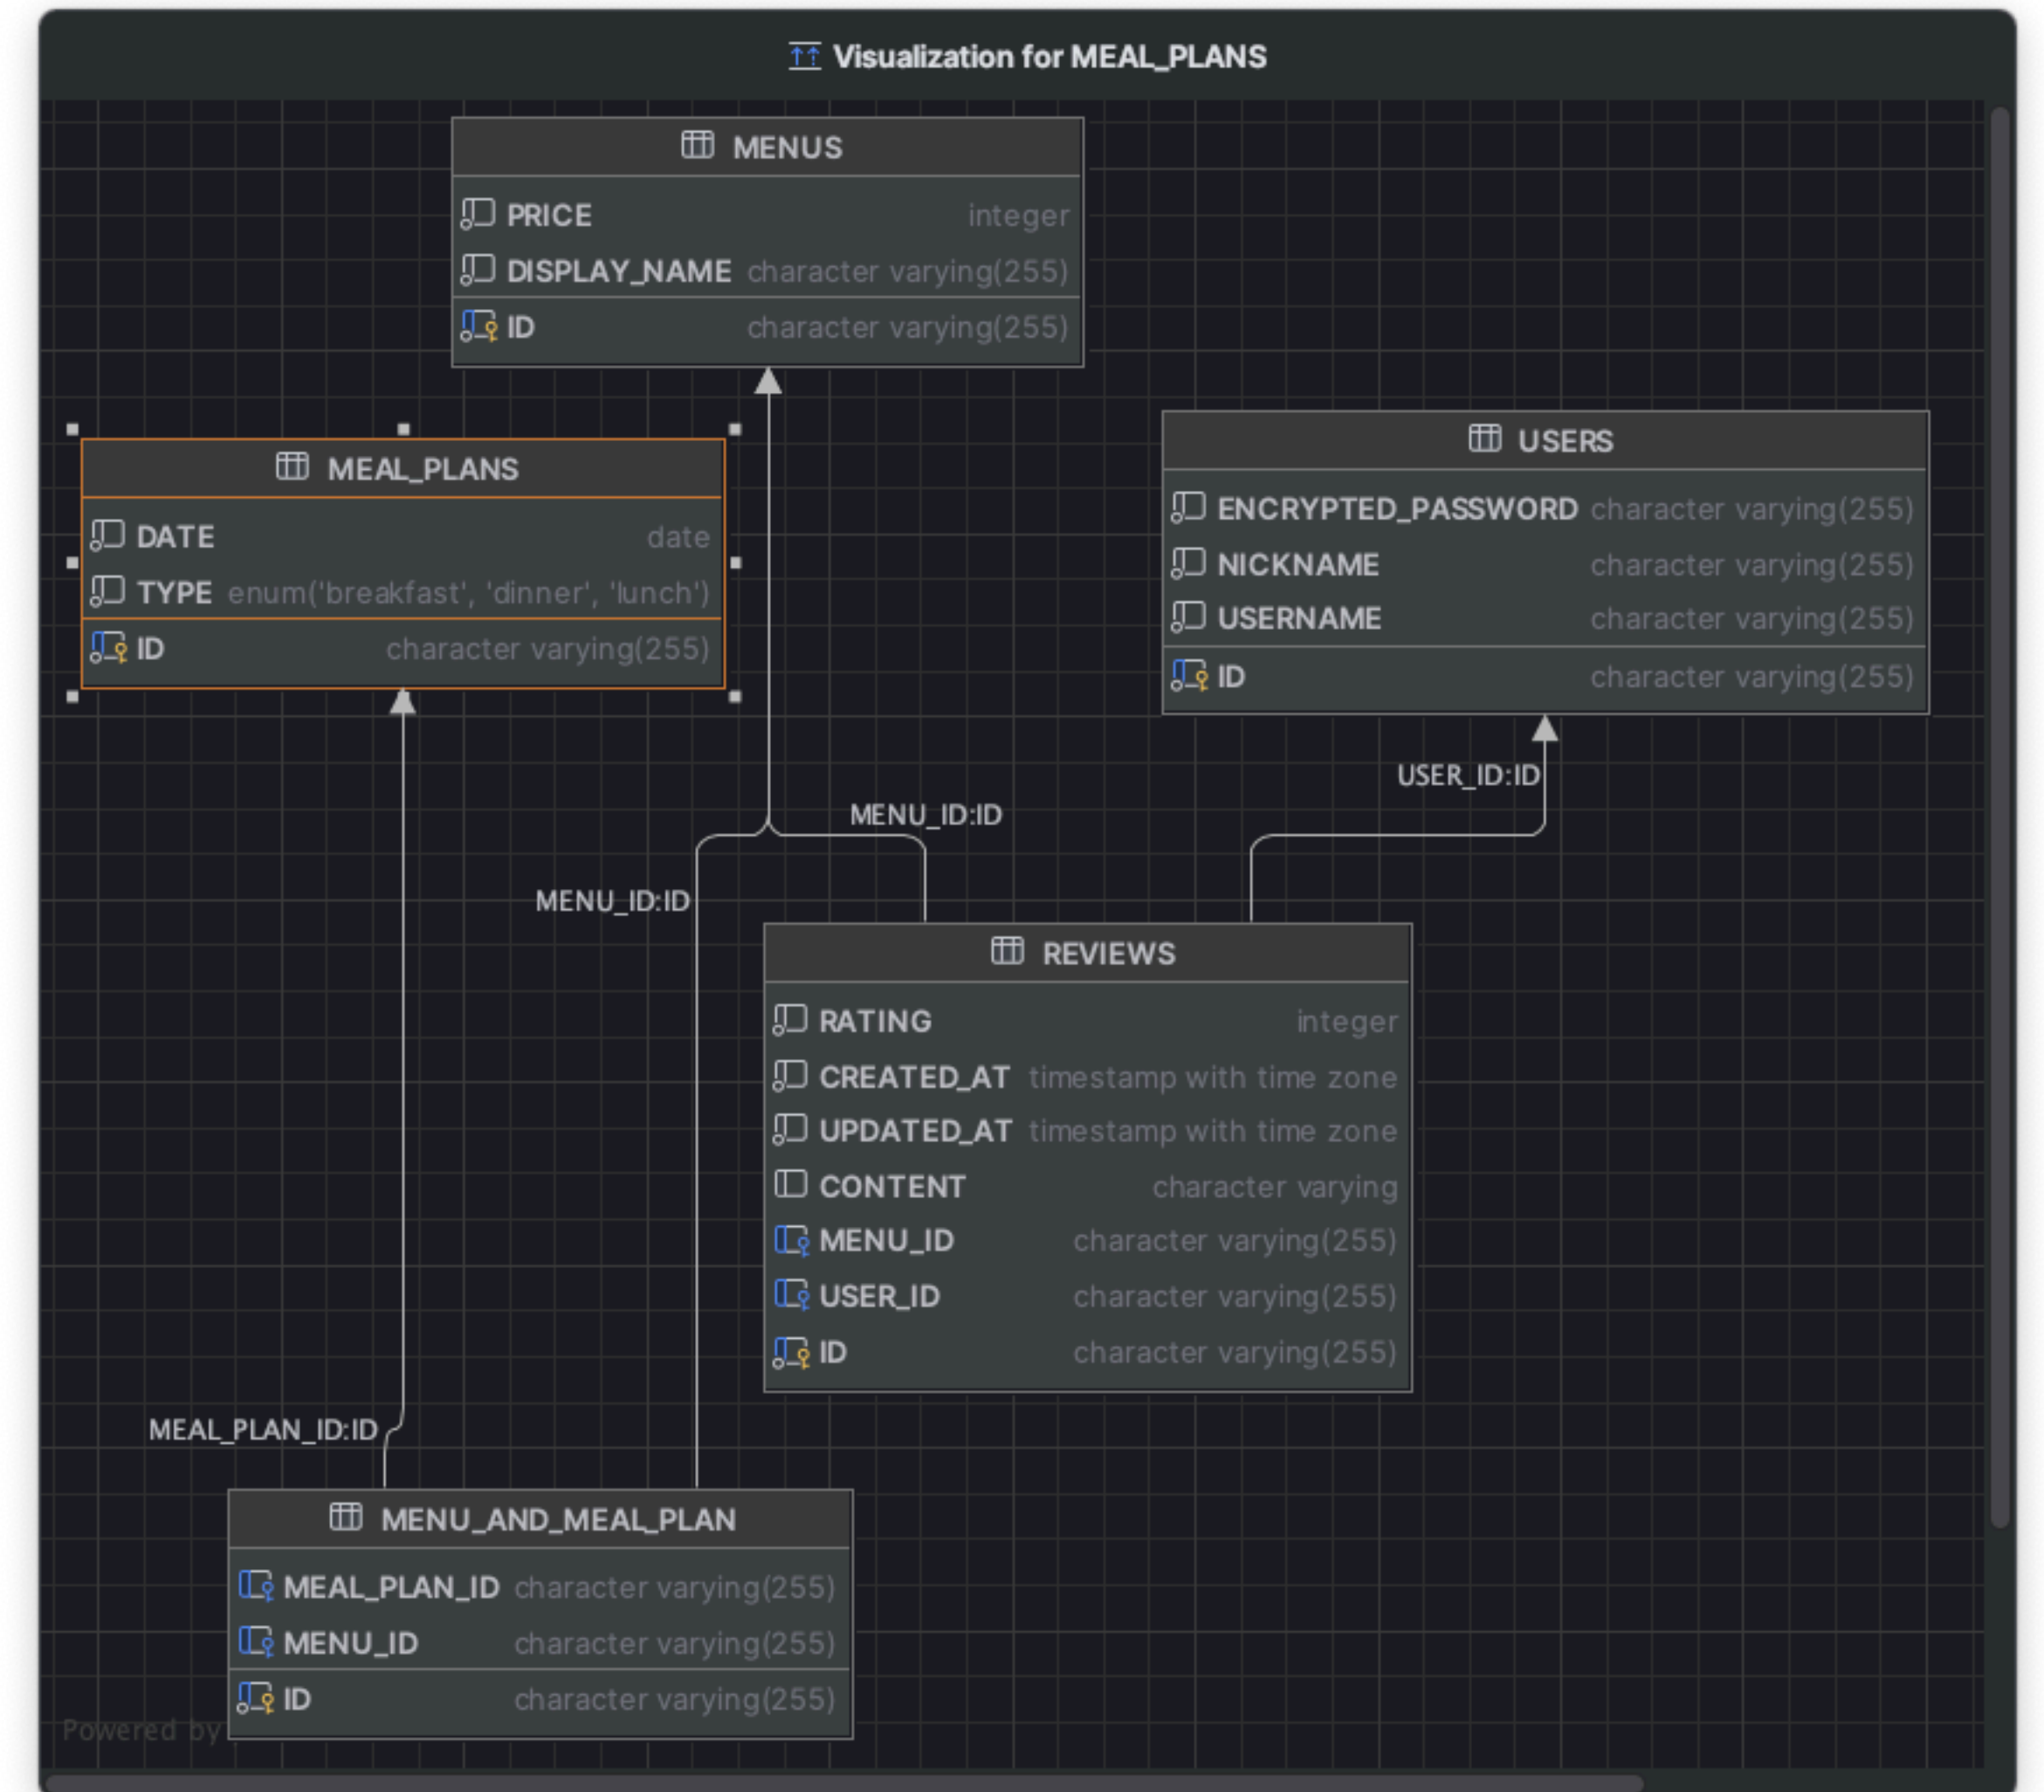 Visualization for MEAL_PLANS
MENUS
PRICE integer
DISPLAY_NAME character varying(255)
ID character varying(255)
MEAL_PLANS
DATE date
TYPE enum('breakfast', 'dinner', 'lunch')
ID character varying(255)
USERS
ENCRYPTED_PASSWORD character varying(255)
NICKNAME character varying(255)
USERNAME character varying(255)
ID character varying(255)
USER_ID:ID
MENU_ID:ID
MENU_ID:ID
REVIEWS
RATING integer
CREATED_AT timestamp with time zone
UPDATED_AT timestamp with time zone
CONTENT character varying
MENU_ID character varying(255)
USER_ID character varying(255)
ID character varying(255)
MEAL_PLAN_ID:ID
MENU_AND_MEAL_PLAN
MEAL_PLAN_ID character varying(255)
MENU_ID character varying(255)
ID character varying(255)
Powered by